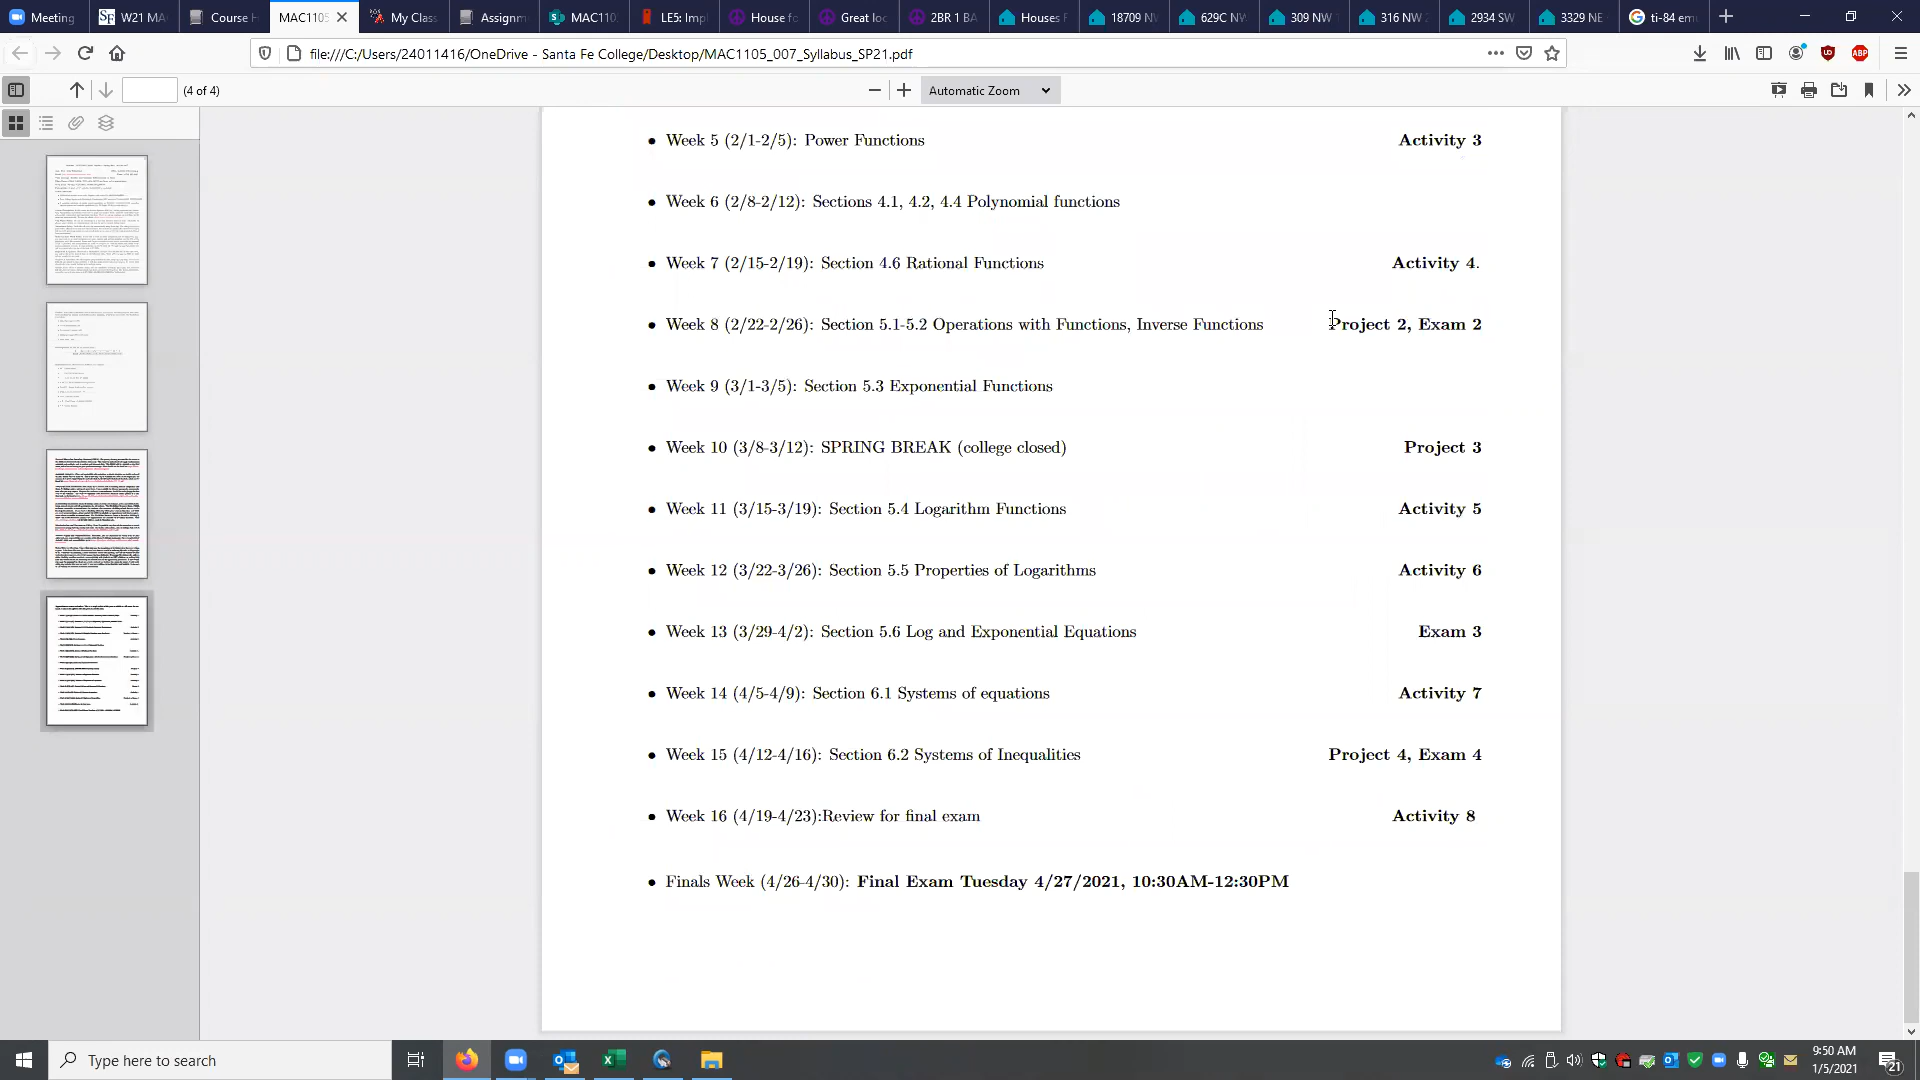 Meeting
W21 MA
Course H
MAC1105
My Class
Assignm
MAC110
LE5: Impl
House fo
Great loc
2BR 1 BA
Houses F
18709 NW
629C NW
309 NW
316 NW
2934 SW
3329 NE
ti-84 emu
file:///C:/Users/24011416/OneDrive - Santa Fe College/Desktop/MAC1105_007_Syllabus_SP21.pdf
(4 of 4)
Automatic Zoom
Week 5 (2/1-2/5): Power Functions Activity 3
Week 6 (2/8-2/12): Sections 4.1, 4.2, 4.4 Polynomial functions
Week 7 (2/15-2/19): Section 4.6 Rational Functions Activity 4.
Week 8 (2/22-2/26): Section 5.1-5.2 Operations with Functions, Inverse Functions Project 2, Exam 2
Week 9 (3/1-3/5): Section 5.3 Exponential Functions
Week 10 (3/8-3/12): SPRING BREAK (college closed) Project 3
Week 11 (3/15-3/19): Section 5.4 Logarithm Functions Activity 5
Week 12 (3/22-3/26): Section 5.5 Properties of Logarithms Activity 6
Week 13 (3/29-4/2): Section 5.6 Log and Exponential Equations Exam 3
Week 14 (4/5-4/9): Section 6.1 Systems of equations Activity 7
Week 15 (4/12-4/16): Section 6.2 Systems of Inequalities Project 4, Exam 4
Week 16 (4/19-4/23):Review for final exam Activity 8
Finals Week (4/26-4/30): Final Exam Tuesday 4/27/2021, 10:30AM-12:30PM
Type here to search
9:50 AM
1/5/2021
21